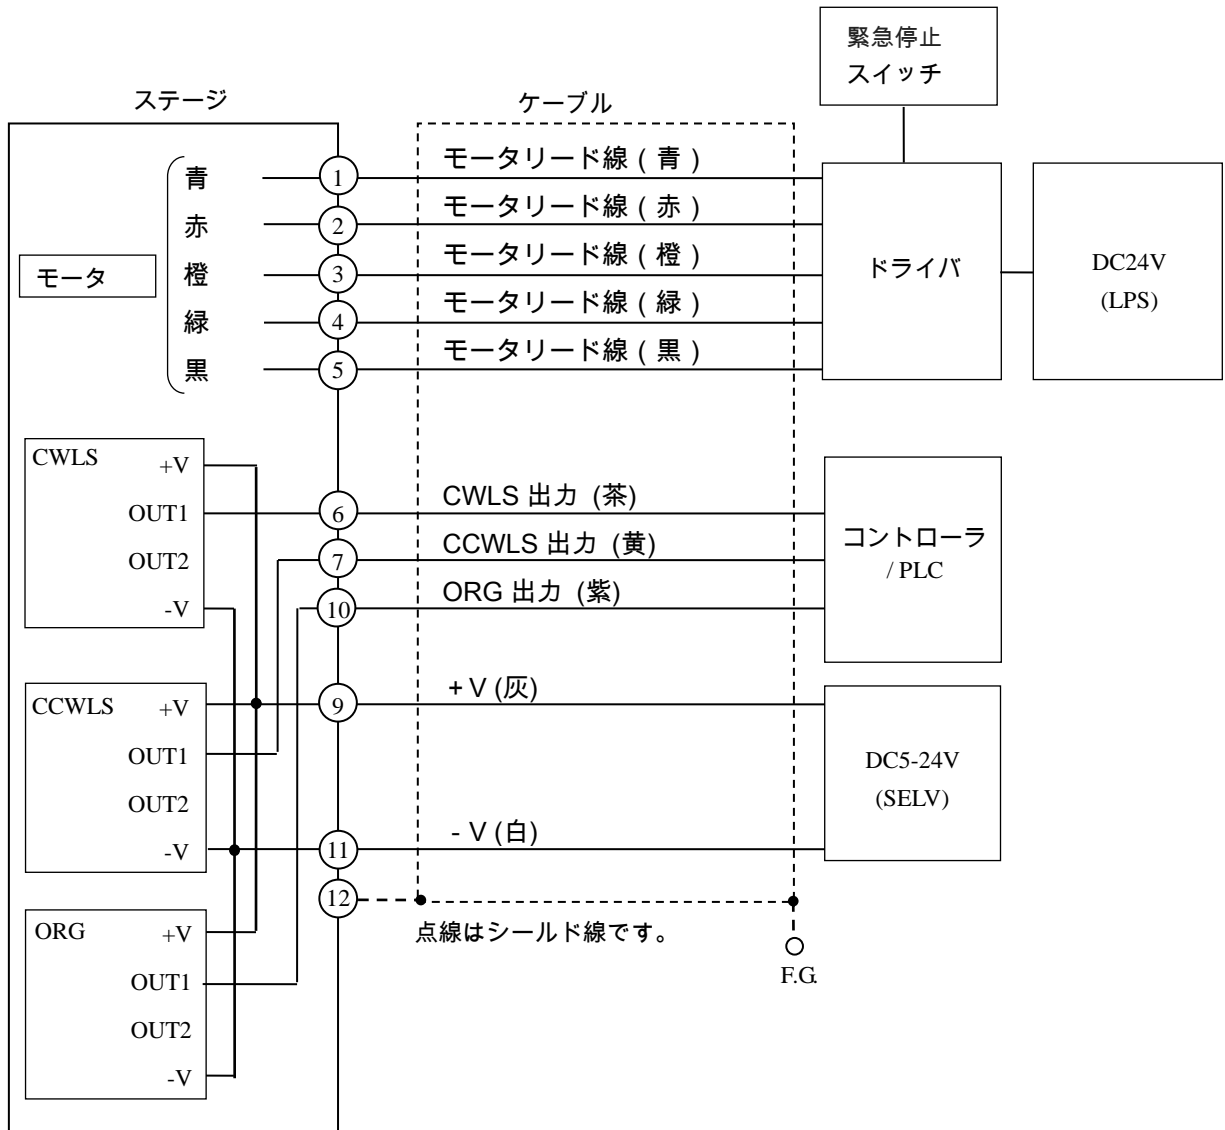 緊急停止
スイッチ
ステージ
ケーブル
青
1
モータリード線 ( 青 )
赤
2
モータリード線 ( 赤 )
モータ
橙
3
モータリード線 ( 橙 )
ドライバ
DC24V
(LPS)
緑
4
モータリード線 ( 緑 )
黒
5
モータリード線 ( 黒 )
CWLS
+V
OUT1
OUT2
-V
6
CWLS 出力 (茶)
7
CCWLS 出力 (黄)
10
ORG 出力 (紫)
コントローラ
/ PLC
CCWLS
+V
OUT1
OUT2
-V
9
+ V (灰)
DC5-24V
(SELV)
11
- V (白)
12
点線はシールド線です。
F.G.
ORG
+V
OUT1
OUT2
-V